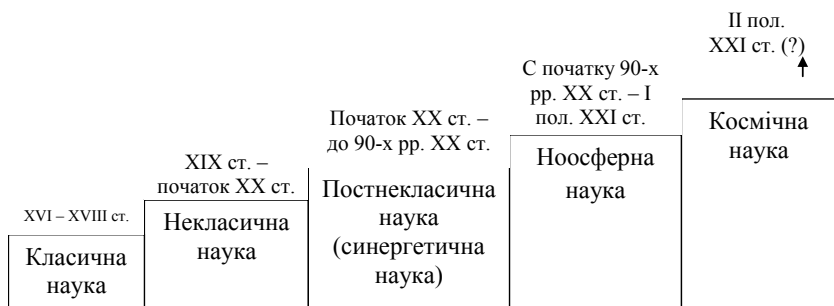 XVI – XVIII ст.
Класична
наука
XIX ст. –
початок XX ст.
Некласична
наука
Початок XX ст. –
до 90-х рр. XX ст.
Постнекласична
наука
(синергетична
наука)
С початку 90-х
рр. XX ст. – I
пол. XXI ст.
Ноосферна
наука
II пол.
XXI ст. (?)
Космічна
наука